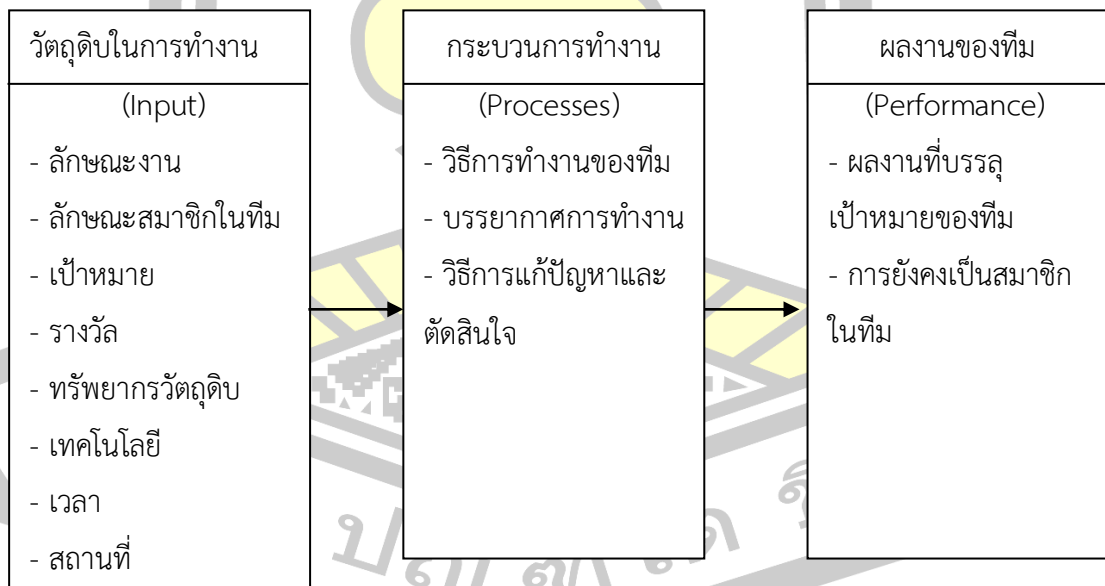 วัตถุดิบในการทำงาน
(Input)
- ลักษณะงาน
- ลักษณะสมาชิกในทีม
- เป้าหมาย
- รางวัล
- ทรัพยากรวัตถุดิบ
- เทคโนโลยี
- เวลา
- สถานที่
กระบวนการทำงาน
(Processes)
- วิธีการทำงานของทีม
- บรรยากาศการทำงาน
- วิธีการแก้ปัญหาและ
ตัดสินใจ
ผลงานของทีม
(Performance)
- ผลงานที่บรรลุ
เป้าหมายของทีม
- การยังคงเป็นสมาชิก
ในทีม